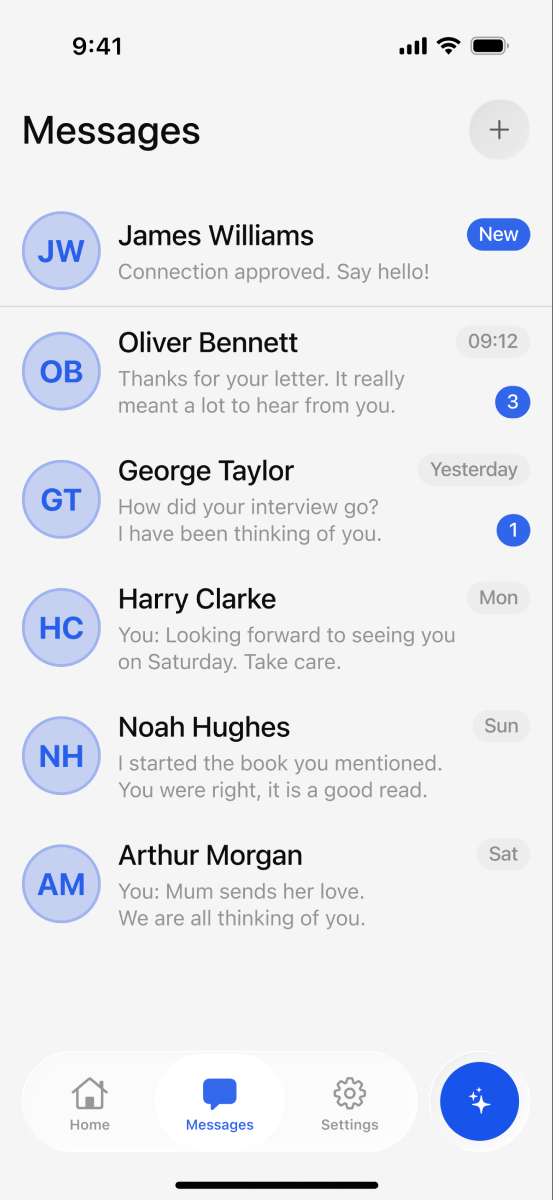 9:41
Messages
JW
James Williams
New
Connection approved. Say hello!
OB
Oliver Bennett
09:12
Thanks for your letter. It really
meant a lot to hear from you.
3
GT
George Taylor
Yesterday
How did your interview go?
I have been thinking of you.
1
HC
Harry Clarke
Mon
You: Looking forward to seeing you
on Saturday. Take care.
NH
Noah Hughes
Sun
I started the book you mentioned.
You were right, it is a good read.
AM
Arthur Morgan
Sat
You: Mum sends her love.
We are all thinking of you.
Home
Messages
Settings